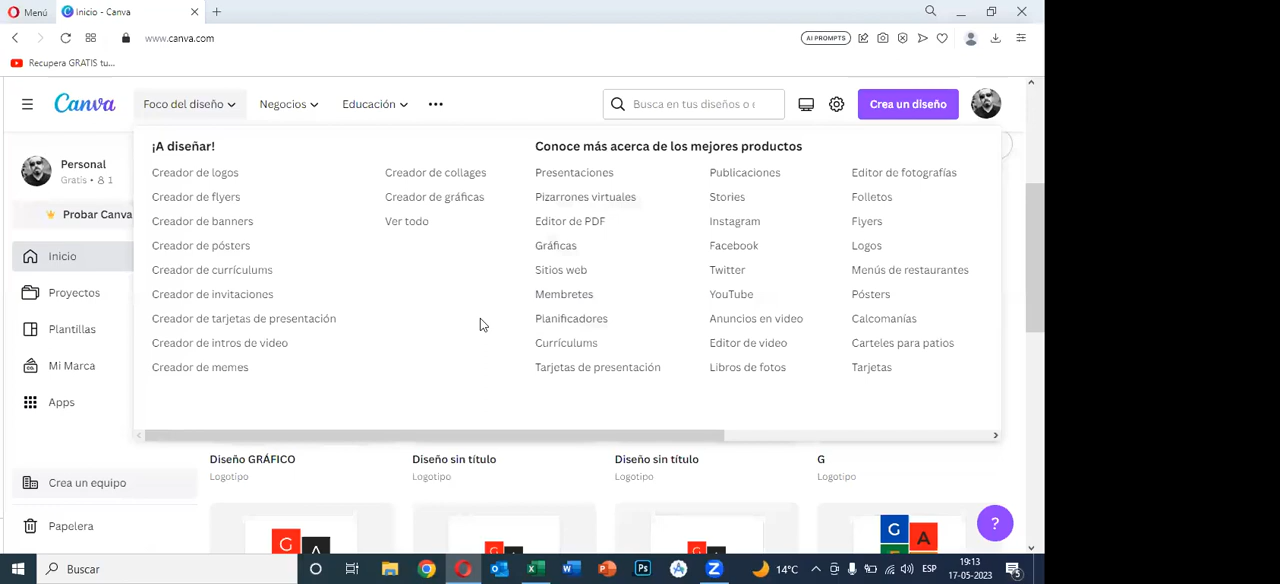 Menú
Inicio - Canva
www.canva.com
AI PROMPTS
Recupera GRATIS tu...
Canva
Foco del diseño
Negocios
Educación
Busca en tus diseños o
Crea un diseño
Personal
Gratis • 1
Probar Canva
Inicio
Proyectos
Plantillas
Mi Marca
Apps
Crea un equipo
Papelera
¡A diseñar!
Creador de logos
Creador de flyers
Creador de banners
Creador de pósters
Creador de currículums
Creador de invitaciones
Creador de tarjetas de presentación
Creador de intros de video
Creador de memes
Creador de collages
Creador de gráficas
Ver todo
Conoce más acerca de los mejores productos
Presentaciones
Pizarrones virtuales
Editor de PDF
Gráficas
Sitios web
Membretes
Planificadores
Currículums
Tarjetas de presentación
Publicaciones
Stories
Instagram
Facebook
Twitter
YouTube
Anuncios en video
Editor de video
Libros de fotos
Editor de fotografías
Folletos
Flyers
Logos
Menús de restaurantes
Pósters
Calcomanías
Carteles para patios
Tarjetas
Diseño GRÁFICO
Logotipo
Diseño sin título
Logotipo
Diseño sin título
Logotipo
G
Logotipo
G A
G A
?
Buscar
Ps
14°C
ESP
19:13
17-05-2023
5